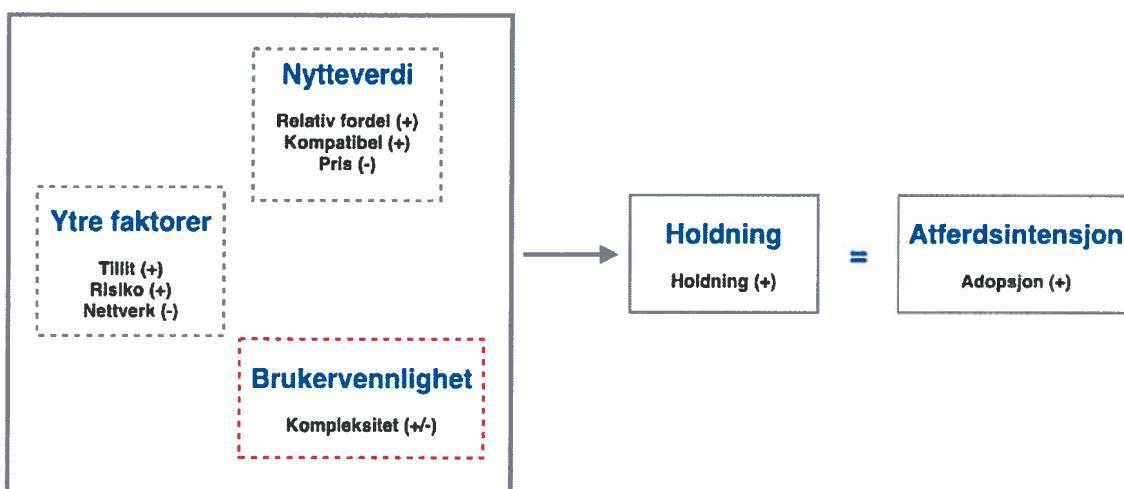 Nytteverdi
Relativ fordel (+)
Kompatibel (+)
Pris (-)
Ytre faktorer
Tillit (+)
Risiko (+)
Nettverk (-)
Brukervennlighet
Kompleksitet (+/-)
Holdning
Holdning (+)
=
Atferdsintensjon
Adopsjon (+)